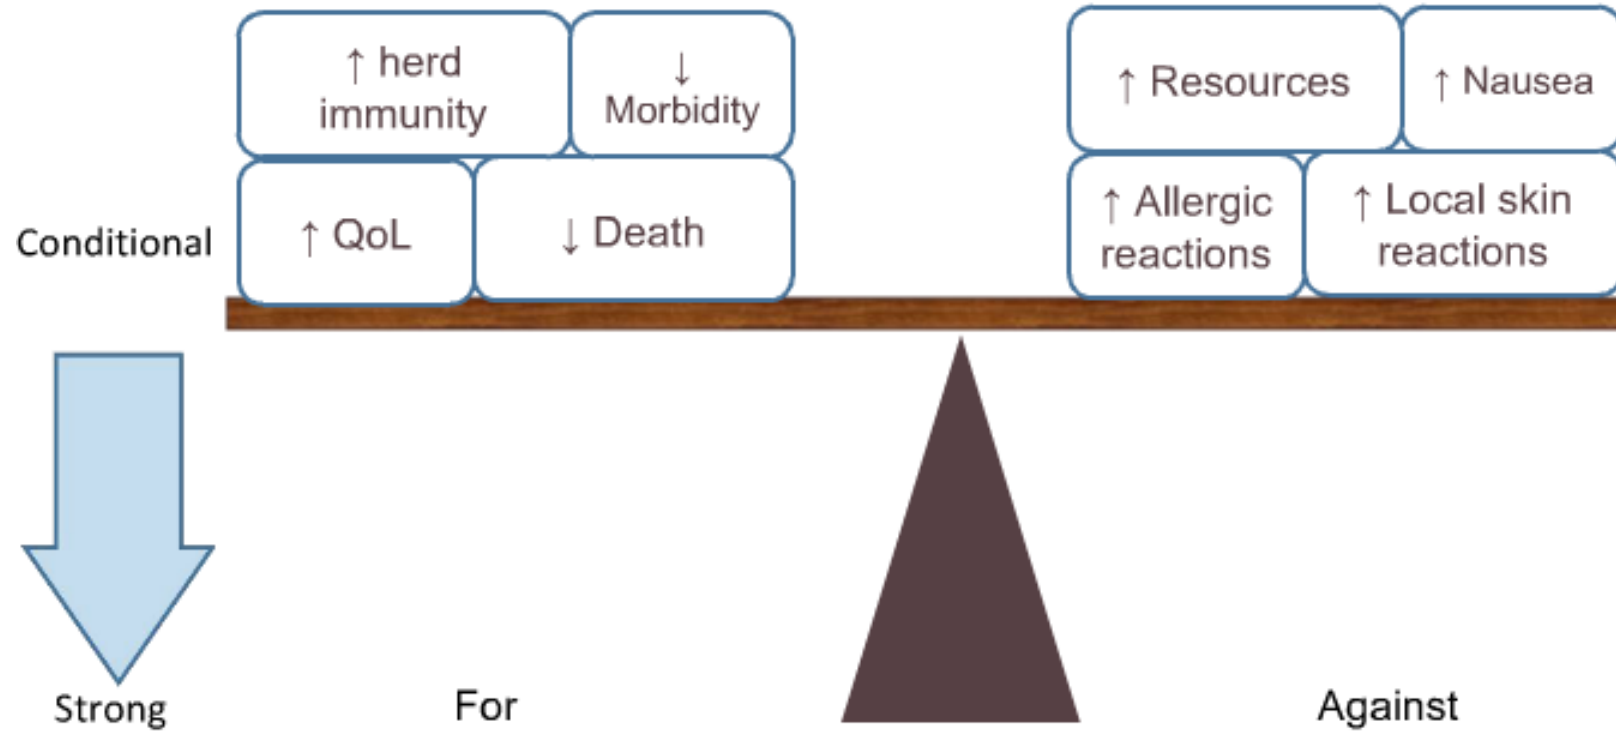 ↑ herd
immunity
↓
Morbidity
↑ Resources
↑ Nausea
Conditional
↑ QoL
↓ Death
↑ Allergic
reactions
↑ Local skin
reactions
Strong
For
Against